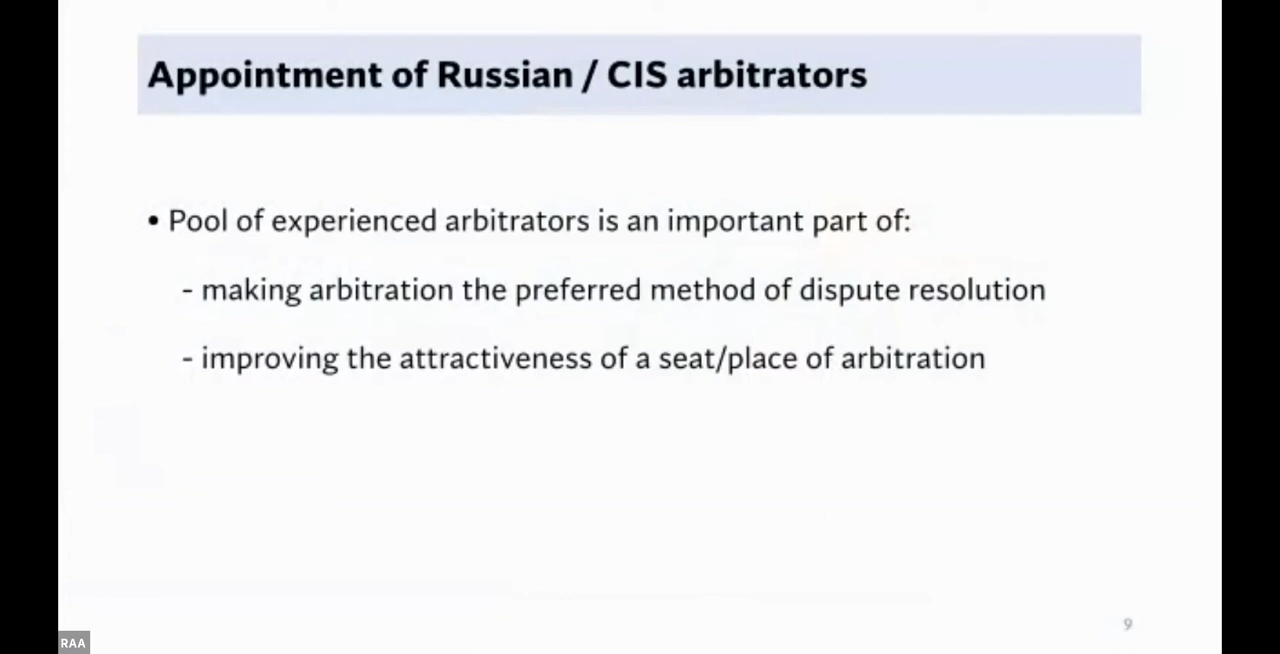 Appointment of Russian / CIS arbitrators
• Pool of experienced arbitrators is an important part of:
- making arbitration the preferred method of dispute resolution
- improving the attractiveness of a seat/place of arbitration
9
RAA